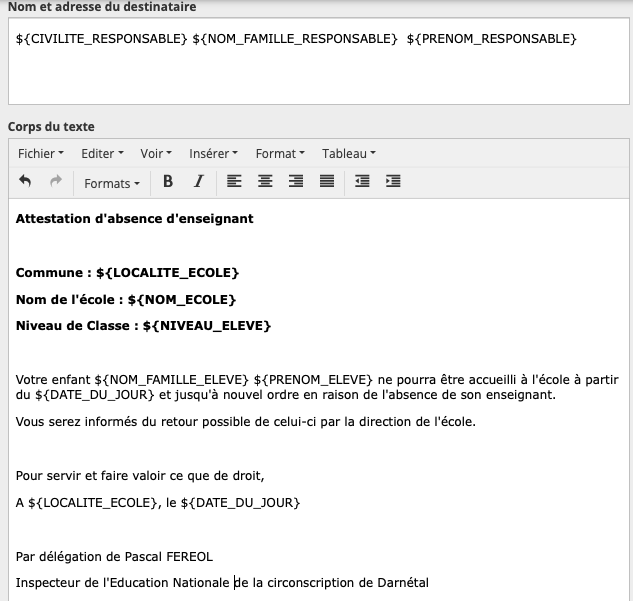 Nom et adresse du destinataire
${CIVILITE_RESPONSABLE} ${NOM_FAMILLE_RESPONSABLE} ${PRENOM_RESPONSABLE}
Corps du texte
Fichier Editer Voir Insérer Format Tableau
Formats B I
Attestation d'absence d'enseignant
Commune : ${LOCALITE_ECOLE}
Nom de l'école : ${NOM_ECOLE}
Niveau de Classe : ${NIVEAU_ELEVE}
Votre enfant ${NOM_FAMILLE_ELEVE} ${PRENOM_ELEVE} ne pourra être accueilli à l'école à partir
du ${DATE_DU_JOUR} et jusqu'à nouvel ordre en raison de l'absence de son enseignant.
Vous serez informés du retour possible de celui-ci par la direction de l'école.
Pour servir et faire valoir ce que de droit,
A ${LOCALITE_ECOLE}, le ${DATE_DU_JOUR}
Par délégation de Pascal FEREOL
Inspecteur de l'Education Nationale de la circonscription de Darnétal